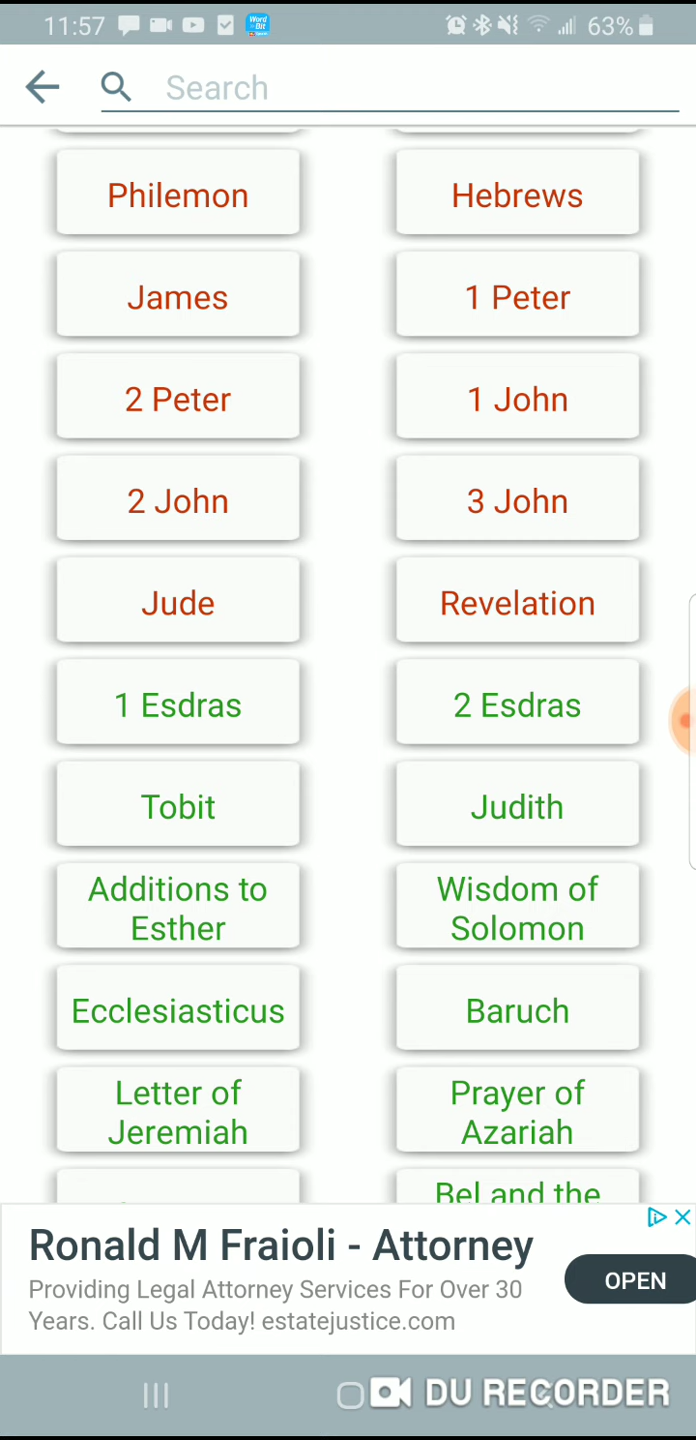 11:57
Word
Bit
63%
Search
Philemon
Hebrews
James
1 Peter
2 Peter
1 John
2 John
3 John
Jude
Revelation
1 Esdras
2 Esdras
Tobit
Judith
Additions to
Esther
Wisdom of
Solomon
Ecclesiasticus
Baruch
Letter of
Jeremiah
Prayer of
Azariah
Bel and the
Ronald M Fraioli - Attorney
Providing Legal Attorney Services For Over 30
Years. Call Us Today! estatejustice.com
OPEN
DU RECORDER